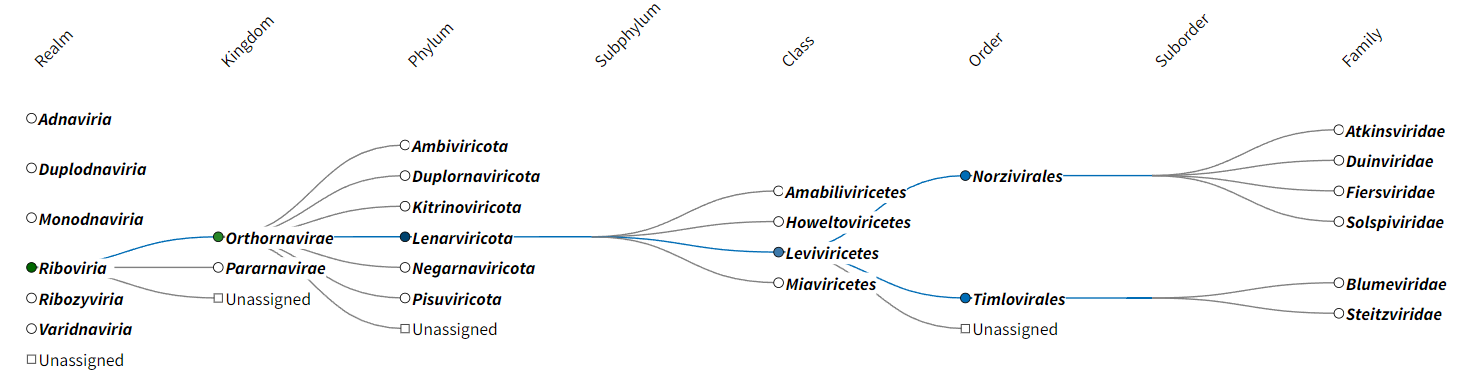 Realm
Kingdom
Phylum
Subphylum
Class
Order
Suborder
Family
Adnaviria
Duplodnaviria
Monodnaviria
Riboviria
Ribozyviria
Varidnaviria
Unassigned
Orthornavirae
Pararnavirae
Unassigned
Ambiviricota
Duplornaviricota
Kitrinoviricota
Lenarviricota
Negarnaviricota
Pisuviricota
Unassigned
Amabiliviricetes
Howeltoviricetes
Leviviricetes
Miaviricetes
Norzivirales
Timlovirales
Unassigned
Atkinsviridae
Duinviridae
Fiersviridae
Solspiviridae
Blumeviridae
Steitzviridae